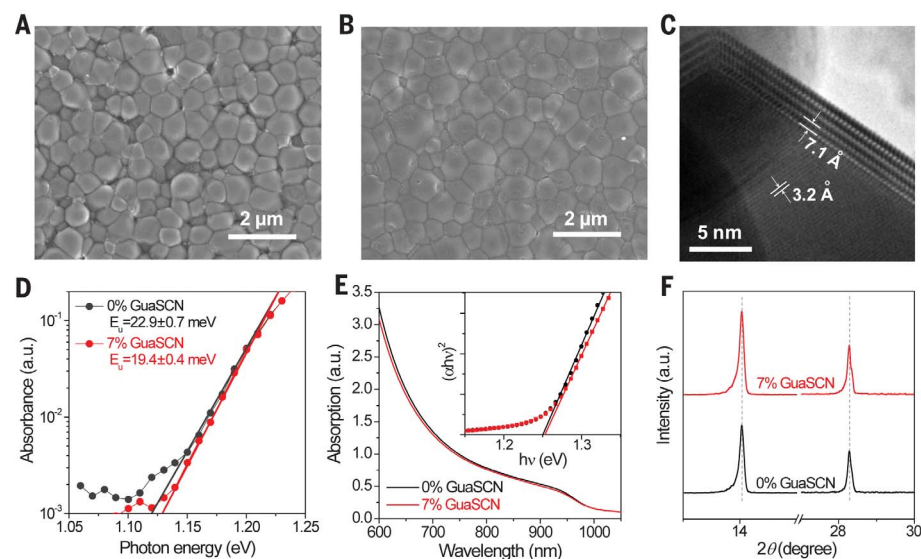 A
B
C
2 µm
2 µm
7.1 Å
3.2 Å
5 nm
D
0% GuaSCN
Eu=22.9±0.7 meV
7% GuaSCN
Eu=19.4±0.4 meV
Absorbance (a.u.)
10-1
10-2
10-3
1.05
1.10
1.15
1.20
1.25
Photon energy (eV)
E
Absorption (a.u.)
3.5
3.0
2.5
2.0
1.5
1.0
0.5
0.0
600
700
800
900
1000
Wavelength (nm)
(αhν)2
1.2
1.3
hν (eV)
0% GuaSCN
7% GuaSCN
F
Intensity (a.u.)
7% GuaSCN
0% GuaSCN
14
28
30
2θ (degree)